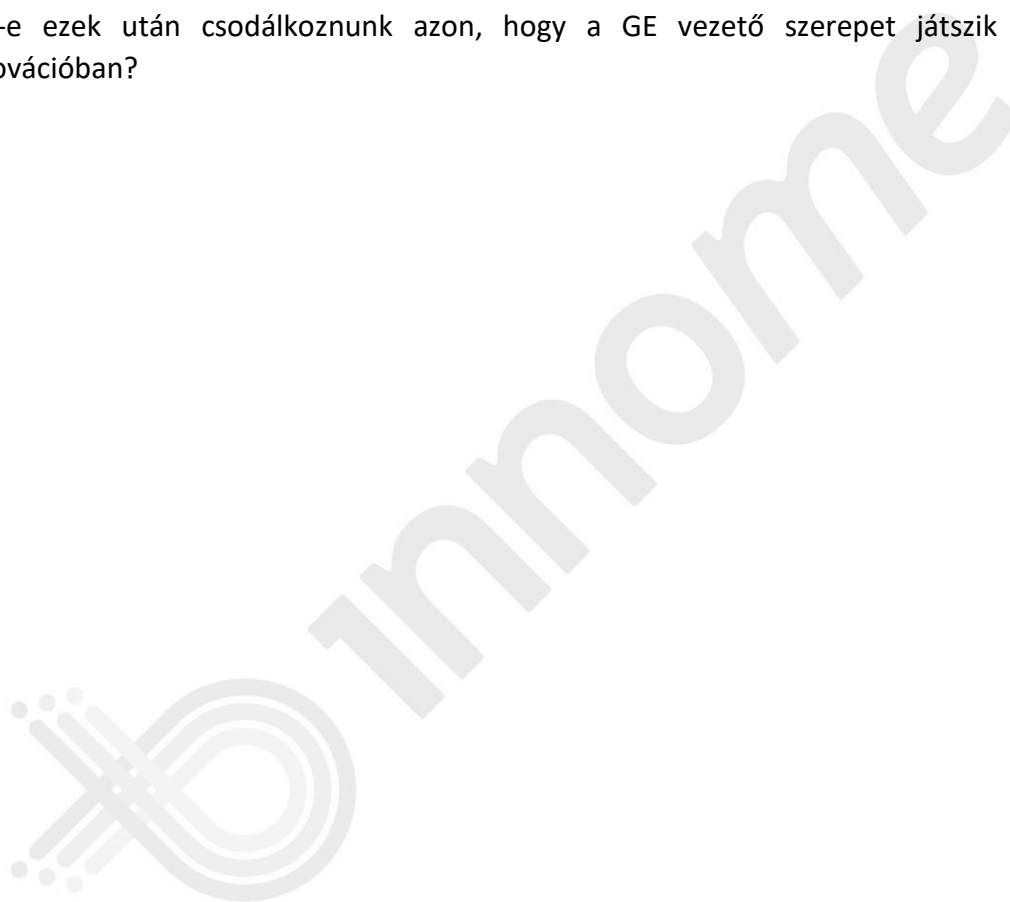 -e ezek után csodálkoznunk azon, hogy a GE vezető szerepet játszik
ovációban?
innome